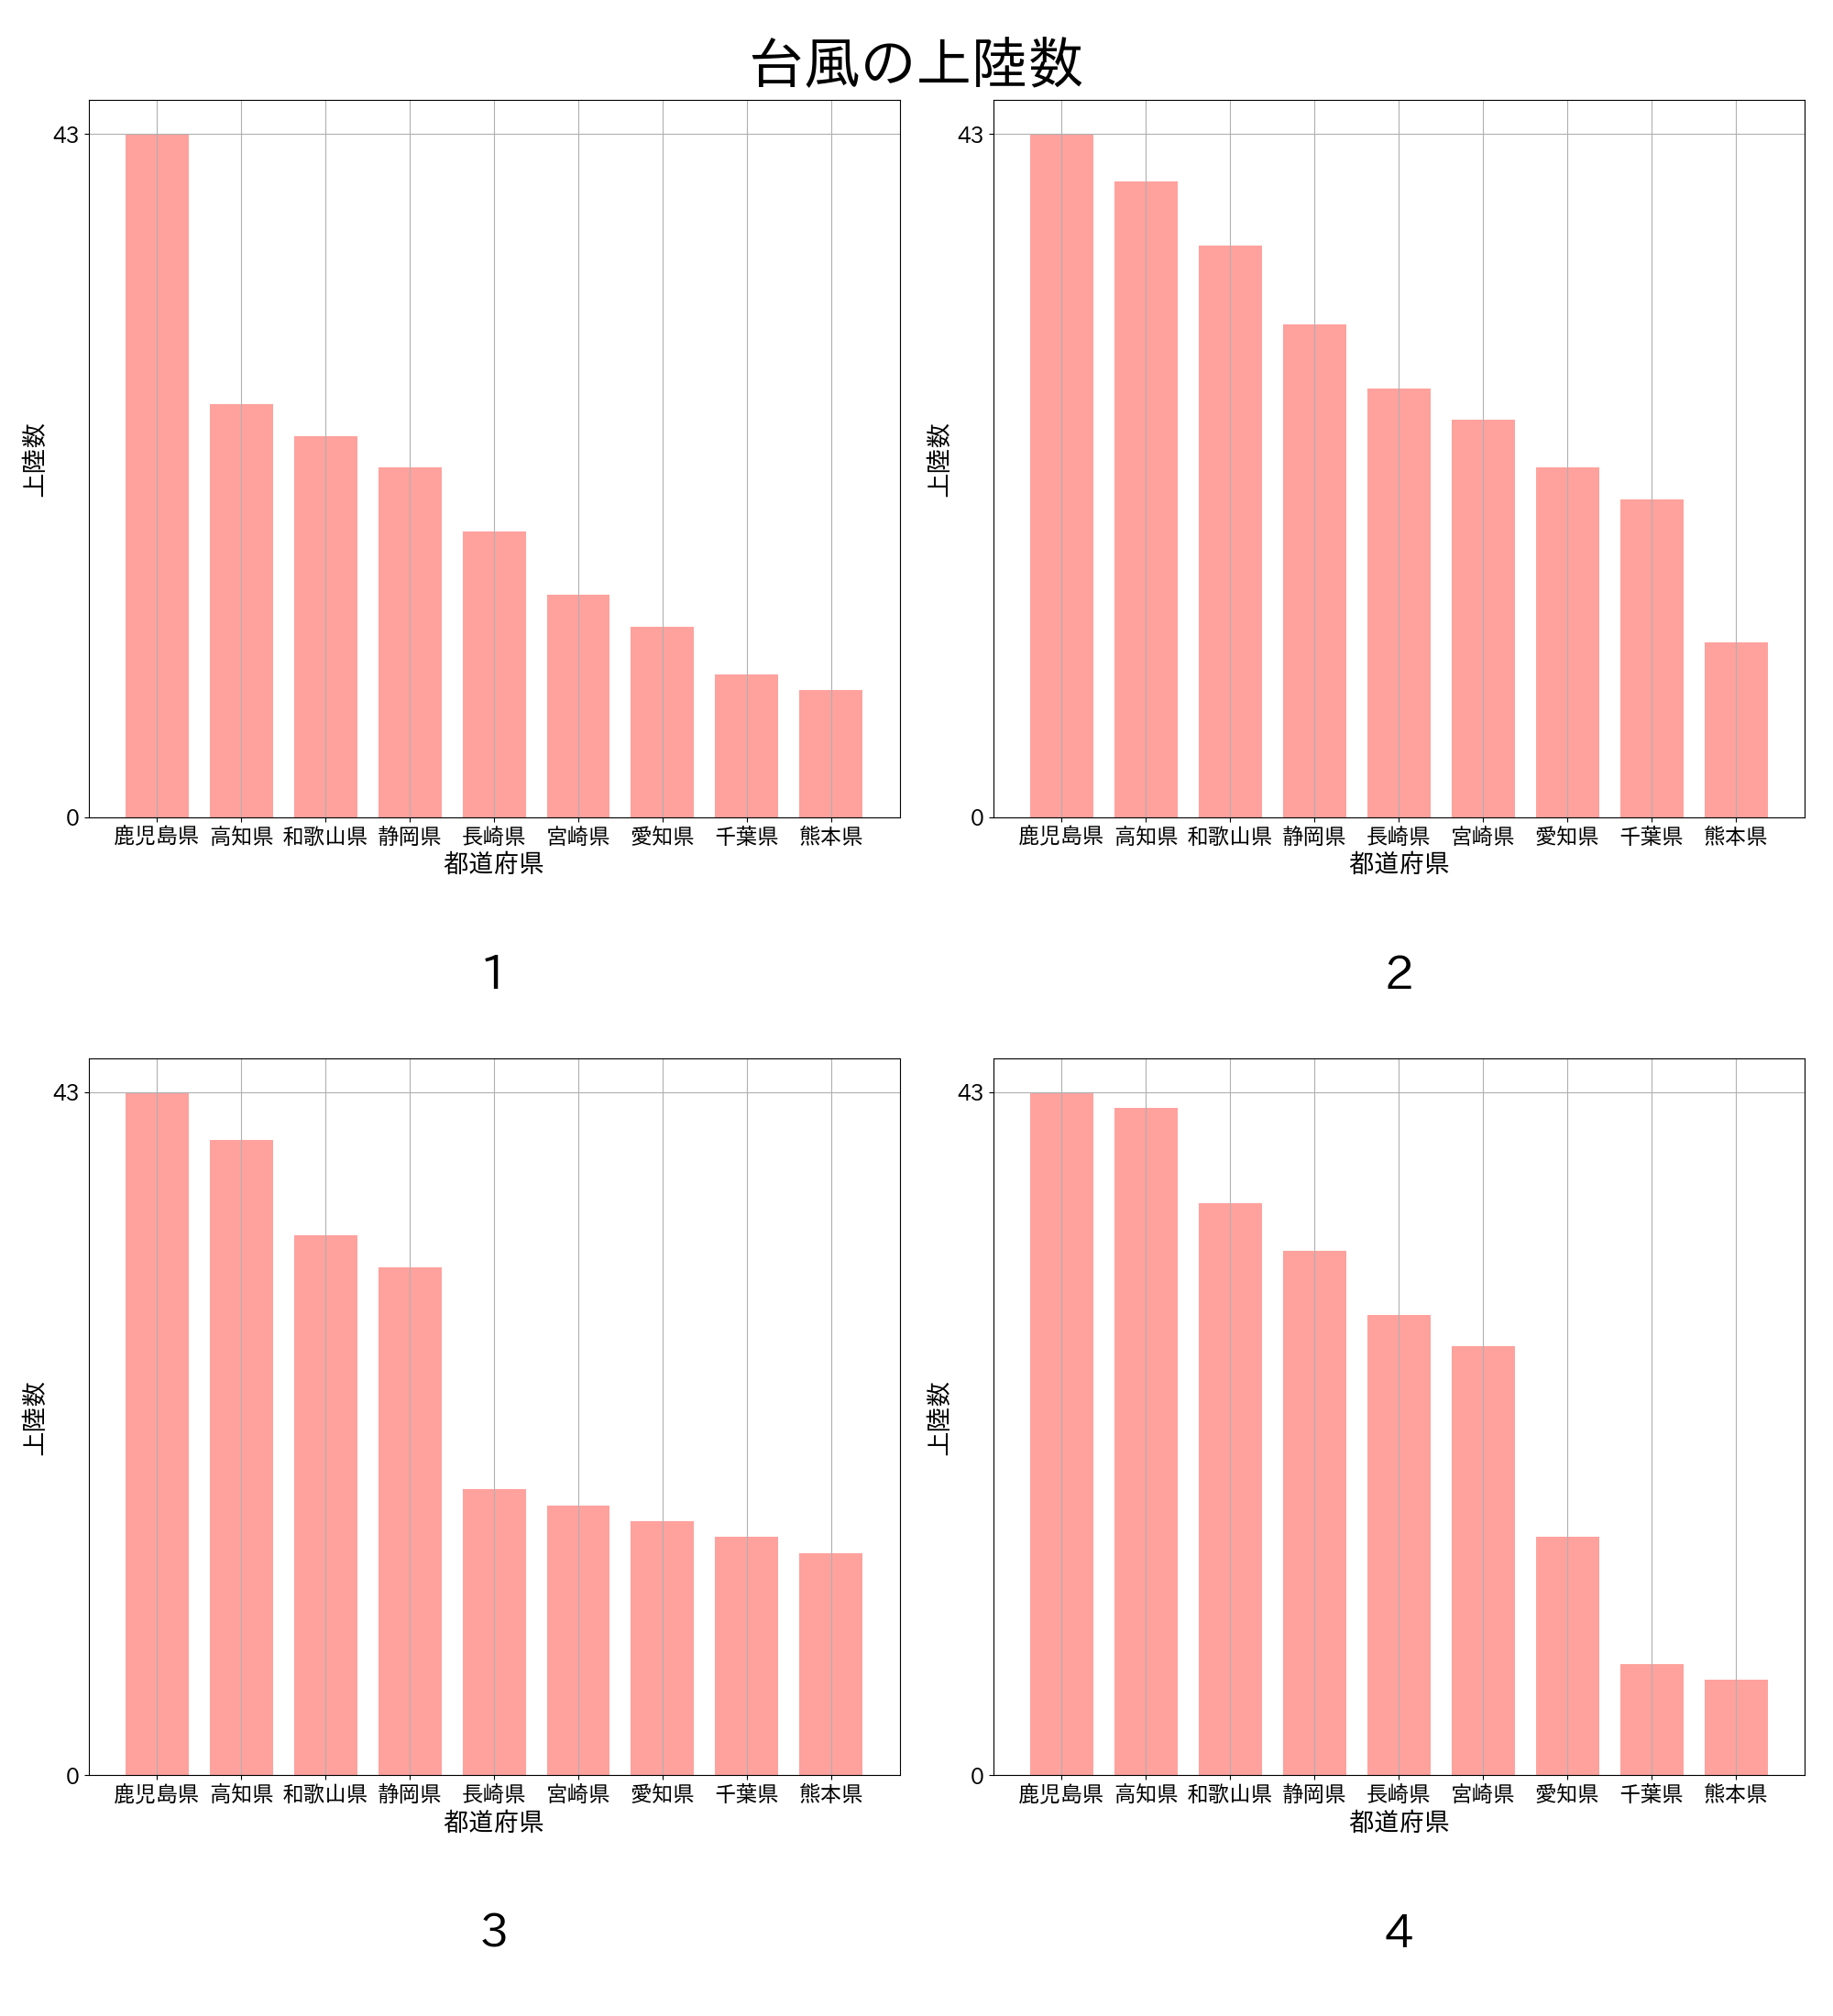 台風の上陸数
43
0
上陸数
鹿児島県 高知県 和歌山県 静岡県 長崎県 宮崎県 愛知県 千葉県 熊本県
都道府県
1
43
0
上陸数
鹿児島県 高知県 和歌山県 静岡県 長崎県 宮崎県 愛知県 千葉県 熊本県
都道府県
2
43
0
上陸数
鹿児島県 高知県 和歌山県 静岡県 長崎県 宮崎県 愛知県 千葉県 熊本県
都道府県
3
43
0
上陸数
鹿児島県 高知県 和歌山県 静岡県 長崎県 宮崎県 愛知県 千葉県 熊本県
都道府県
4